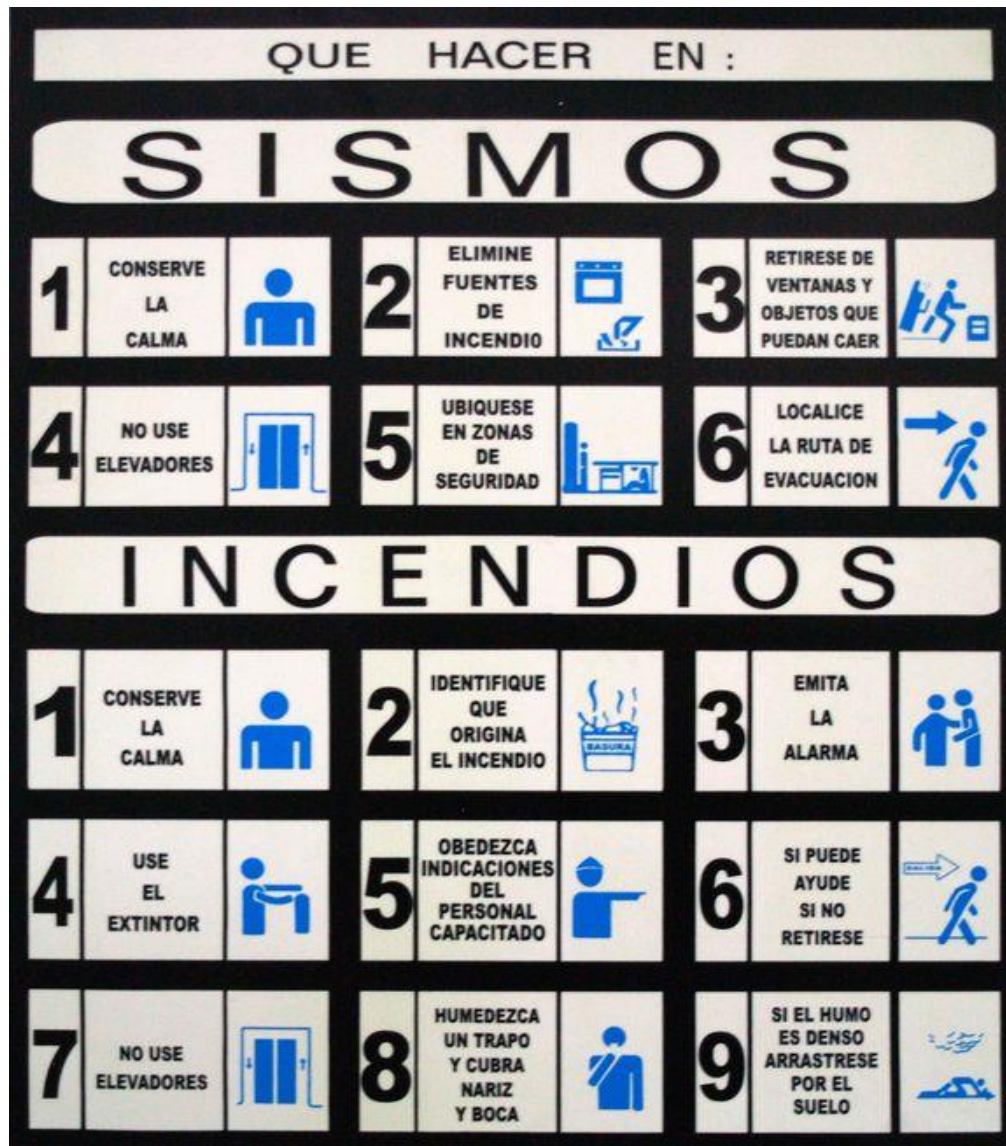 QUE HACER EN :
SISMOS
1
CONSERVE
LA
CALMA
2
ELIMINE
FUENTES
DE
INCENDIO
3
RETIRESE DE
VENTANAS Y
OBJETOS QUE
PUEDAN CAER
4
NO USE
ELEVADORES
5
UBIQUESE
EN ZONAS
DE
SEGURIDAD
6
LOCALICE
LA RUTA DE
EVACUACION
INCENDIOS
1
CONSERVE
LA
CALMA
2
IDENTIFIQUE
QUE
ORIGINA
EL INCENDIO
BASURA
3
EMITA
LA
ALARMA
4
USE
EL
EXTINTOR
5
OBEDEZCA
INDICACIONES
DEL
PERSONAL
CAPACITADO
6
SI PUEDE
AYUDE
SI NO
RETIRESE
SALIDA
7
NO USE
ELEVADORES
8
HUMEDEZCA
UN TRAPO
Y CUBRA
NARIZ
Y BOCA
9
SI EL HUMO
ES DENSO
ARRASTRESE
POR EL
SUELO